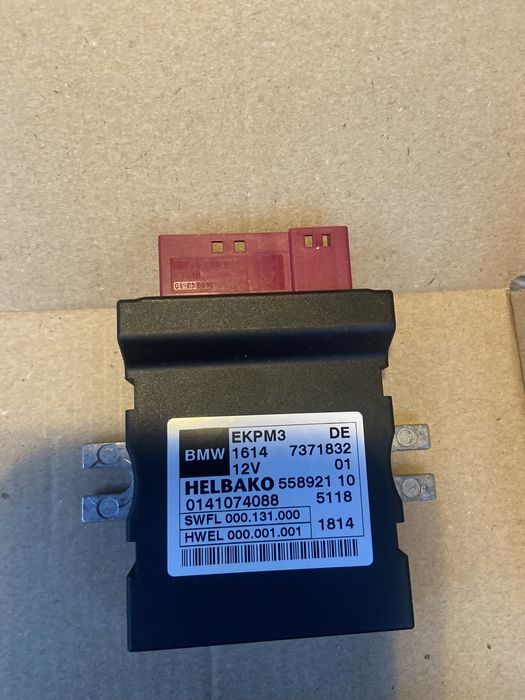 BMW EKPM3 DE
1614 7371832
12V 01
HELBAKO 558921 10
0141074088 5118
SWFL 000.131.000
HWEL 000.001.001 1814